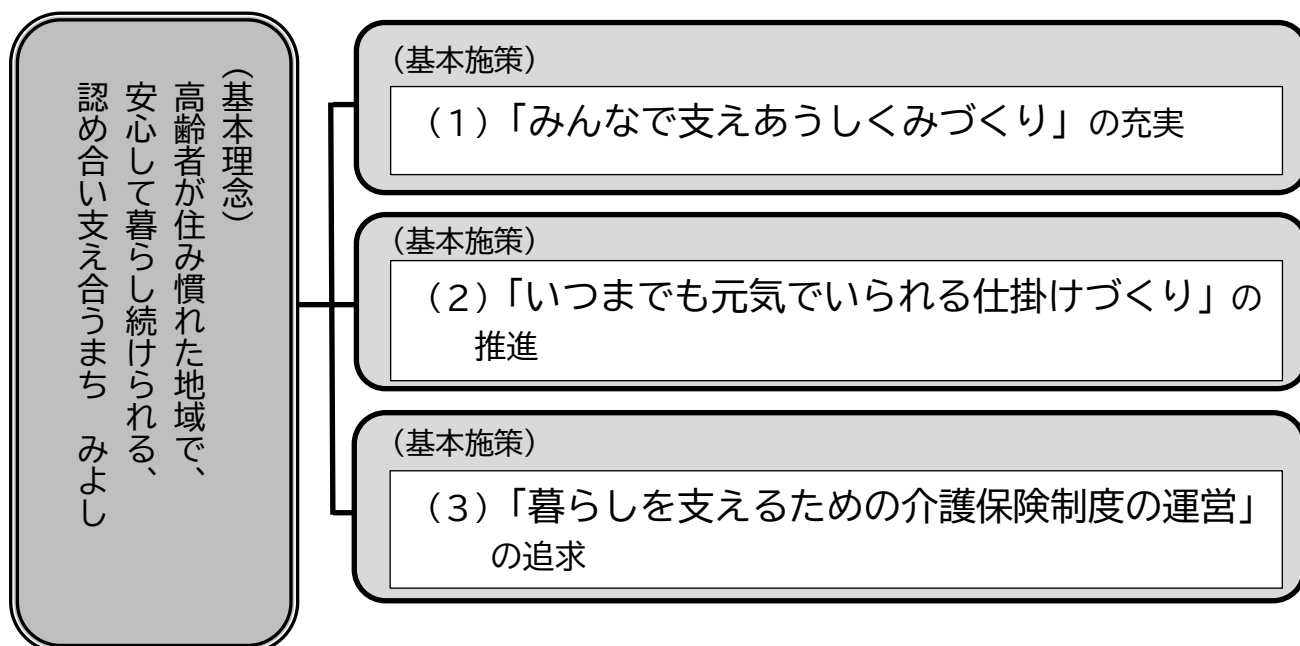 (基本理念)
高齢者が住み慣れた地域で、
安心して暮らし続けられる、
認め合い支え合うまち　みよし
(基本施策)
(1)「みんなで支えあうしくみづくり」の充実
(基本施策)
(2)「いつまでも元気でいられる仕掛けづくり」の
推進
(基本施策)
(3)「暮らしを支えるための介護保険制度の運営」
の追求